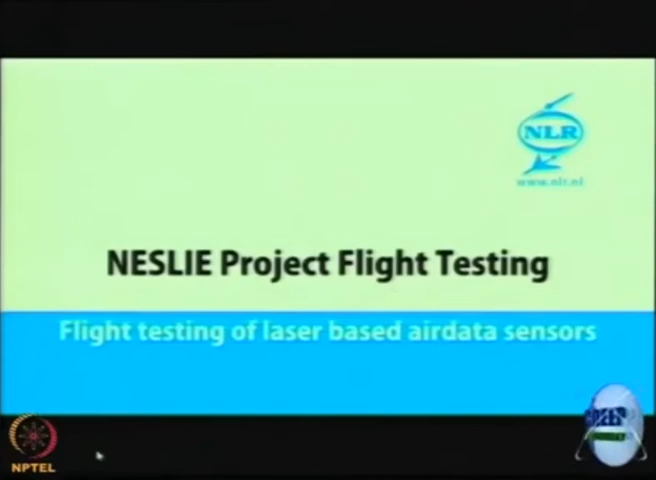 NLR
www.nlr.nl
NESLIE Project Flight Testing
Flight testing of laser based airdata sensors
NPTEL